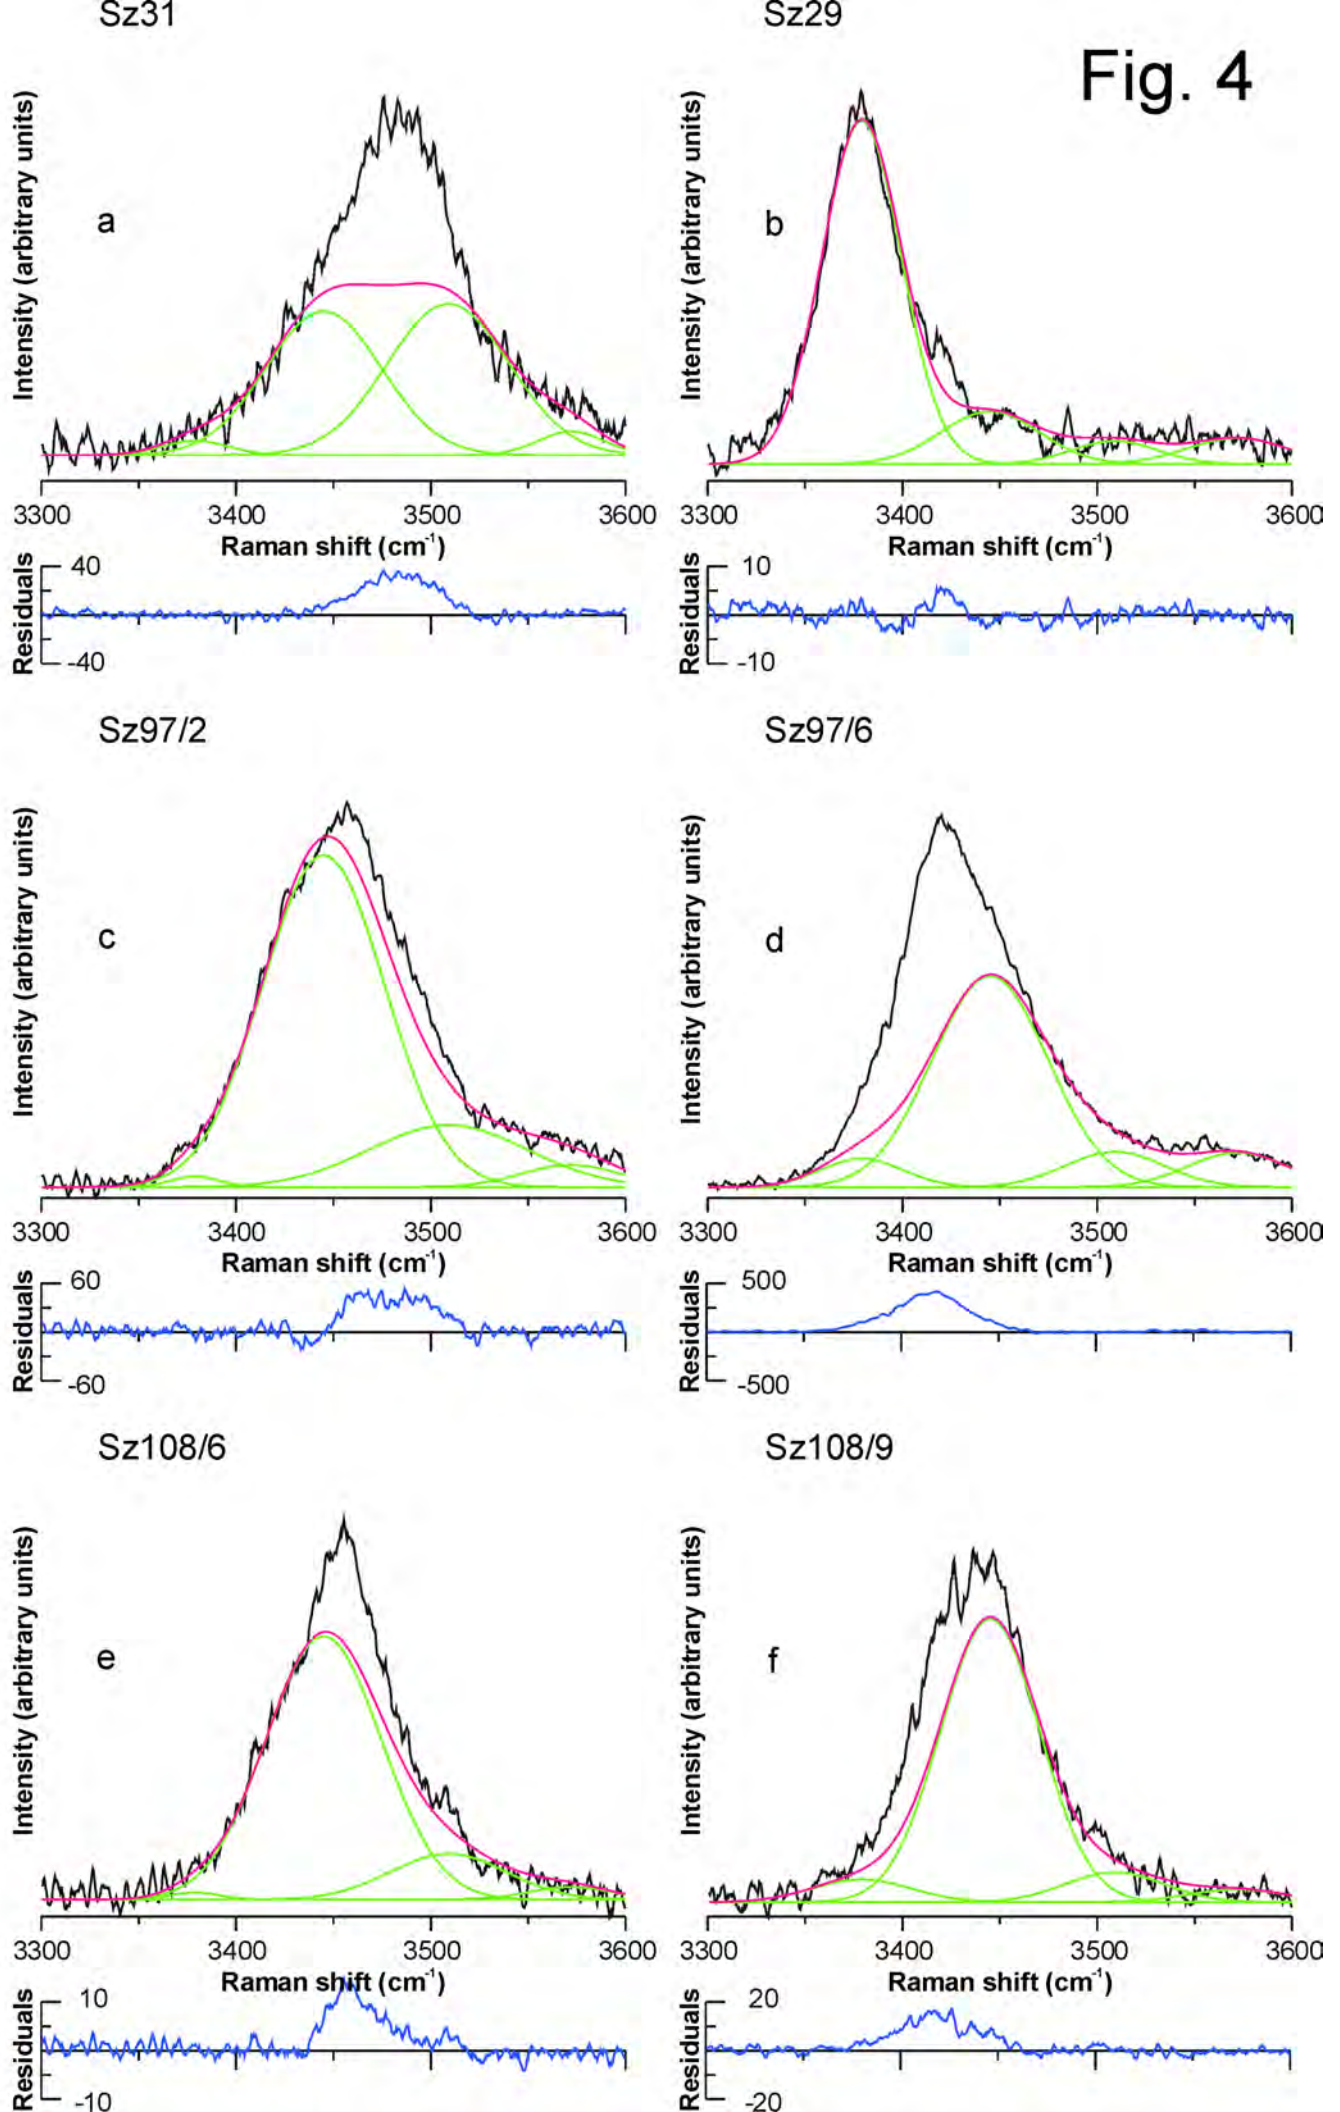 Sz31
Sz29
Fig. 4
Intensity (arbitrary units)
a
3300 3400 3500 3600
Raman shift (cm⁻¹)
Residuals
40
-40
Intensity (arbitrary units)
b
3300 3400 3500 3600
Raman shift (cm⁻¹)
Residuals
10
-10
Sz97/2
Intensity (arbitrary units)
c
3300 3400 3500 3600
Raman shift (cm⁻¹)
Residuals
60
-60
Sz97/6
Intensity (arbitrary units)
d
3300 3400 3500 3600
Raman shift (cm⁻¹)
Residuals
500
-500
Sz108/6
Intensity (arbitrary units)
e
3300 3400 3500 3600
Raman shift (cm⁻¹)
Residuals
10
-10
Sz108/9
Intensity (arbitrary units)
f
3300 3400 3500 3600
Raman shift (cm⁻¹)
Residuals
20
-20